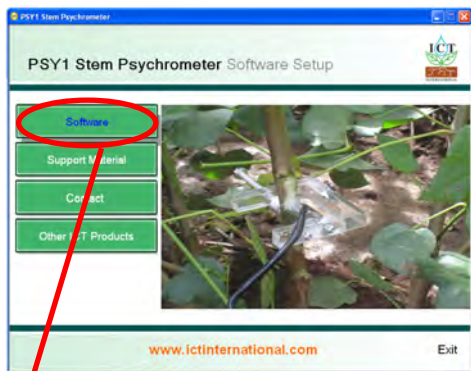 PSY1 Stem Psychrometer
PSY1 Stem Psychrometer Software Setup
ICT
INTERNATIONAL
Software
Support Material
Contact
Other ICT Products
www.ictinternational.com
Exit